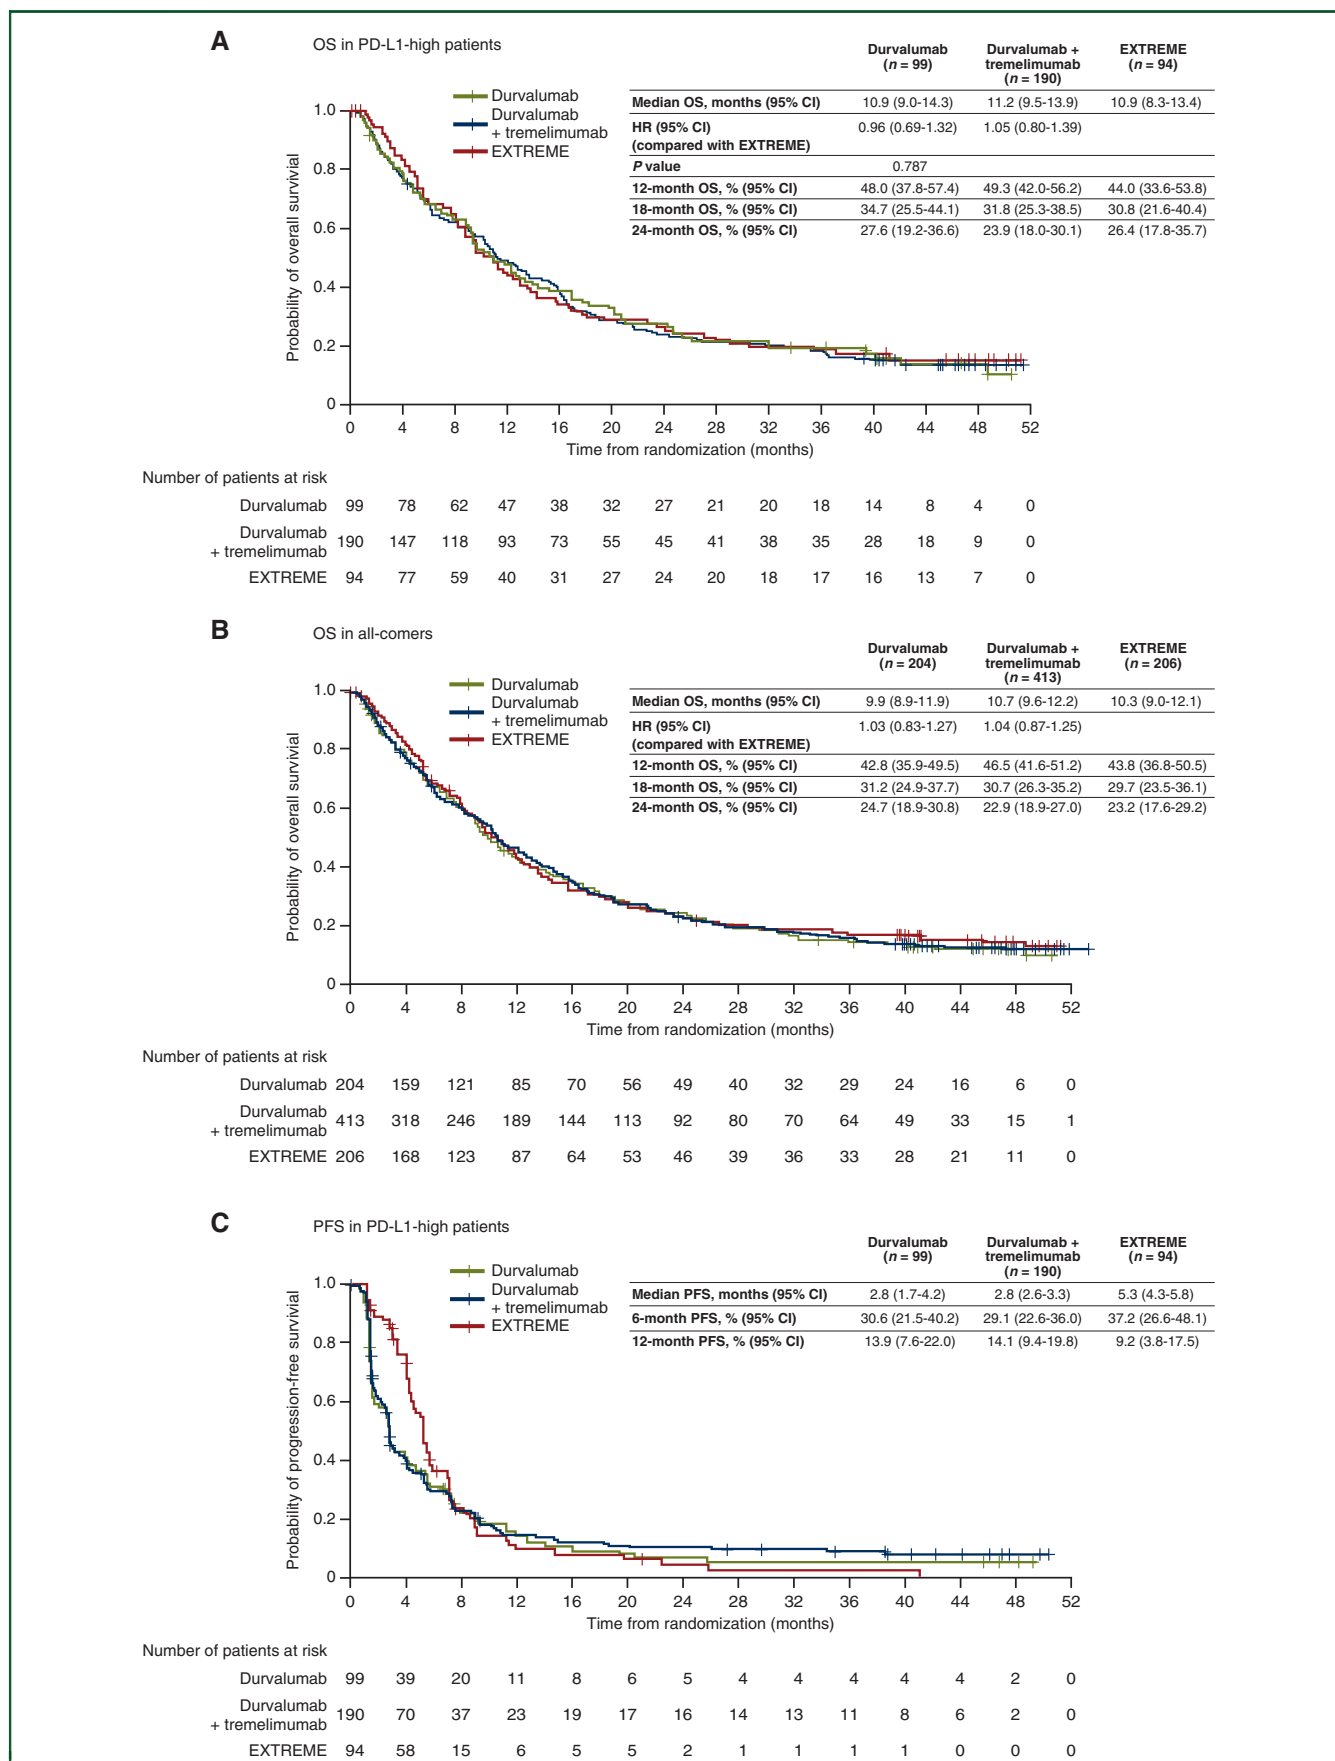 A
OS in PD-L1-high patients
Durvalumab
Durvalumab
+ tremelimumab
EXTREME
Durvalumab Durvalumab + EXTREME
(n = 99) tremelimumab (n = 94)
(n = 190)
Median OS, months (95% CI) 10.9 (9.0-14.3) 11.2 (9.5-13.9) 10.9 (8.3-13.4)
HR (95% CI) 0.96 (0.69-1.32) 1.05 (0.80-1.39)
(compared with EXTREME)
P value 0.787
12-month OS, % (95% CI) 48.0 (37.8-57.4) 49.3 (42.0-56.2) 44.0 (33.6-53.8)
18-month OS, % (95% CI) 34.7 (25.5-44.1) 31.8 (25.3-38.5) 30.8 (21.6-40.4)
24-month OS, % (95% CI) 27.6 (19.2-36.6) 23.9 (18.0-30.1) 26.4 (17.8-35.7)
Probability of overall survivial
1.0
0.8
0.6
0.4
0.2
0
0 4 8 12 16 20 24 28 32 36 40 44 48 52
Time from randomization (months)
Number of patients at risk
Durvalumab 99 78 62 47 38 32 27 21 20 18 14 8 4 0
Durvalumab
+ tremelimumab 190 147 118 93 73 55 45 41 38 35 28 18 9 0
EXTREME 94 77 59 40 31 27 24 20 18 17 16 13 7 0
B
OS in all-comers
Durvalumab
Durvalumab
+ tremelimumab
EXTREME
Durvalumab Durvalumab + EXTREME
(n = 204) tremelimumab (n = 206)
(n = 413)
Median OS, months (95% CI) 9.9 (8.9-11.9) 10.7 (9.6-12.2) 10.3 (9.0-12.1)
HR (95% CI) 1.03 (0.83-1.27) 1.04 (0.87-1.25)
(compared with EXTREME)
12-month OS, % (95% CI) 42.8 (35.9-49.5) 46.5 (41.6-51.2) 43.8 (36.8-50.5)
18-month OS, % (95% CI) 31.2 (24.9-37.7) 30.7 (26.3-35.2) 29.7 (23.5-36.1)
24-month OS, % (95% CI) 24.7 (18.9-30.8) 22.9 (18.9-27.0) 23.2 (17.6-29.2)
Probability of overall survivial
1.0
0.8
0.6
0.4
0.2
0
0 4 8 12 16 20 24 28 32 36 40 44 48 52
Time from randomization (months)
Number of patients at risk
Durvalumab 204 159 121 85 70 56 49 40 32 29 24 16 6 0
Durvalumab
+ tremelimumab 413 318 246 189 144 113 92 80 70 64 49 33 15 1
EXTREME 206 168 123 87 64 53 46 39 36 33 28 21 11 0
C
PFS in PD-L1-high patients
Durvalumab
Durvalumab
+ tremelimumab
EXTREME
Durvalumab Durvalumab + EXTREME
(n = 99) tremelimumab (n = 94)
(n = 190)
Median PFS, months (95% CI) 2.8 (1.7-4.2) 2.8 (2.6-3.3) 5.3 (4.3-5.8)
6-month PFS, % (95% CI) 30.6 (21.5-40.2) 29.1 (22.6-36.0) 37.2 (26.6-48.1)
12-month PFS, % (95% CI) 13.9 (7.6-22.0) 14.1 (9.4-19.8) 9.2 (3.8-17.5)
Probability of progression-free survivial
1.0
0.8
0.6
0.4
0.2
0
0 4 8 12 16 20 24 28 32 36 40 44 48 52
Time from randomization (months)
Number of patients at risk
Durvalumab 99 39 20 11 8 6 5 4 4 4 4 4 2 0
Durvalumab
+ tremelimumab 190 70 37 23 19 17 16 14 13 11 8 6 2 0
EXTREME 94 58 15 6 5 5 2 1 1 1 1 0 0 0